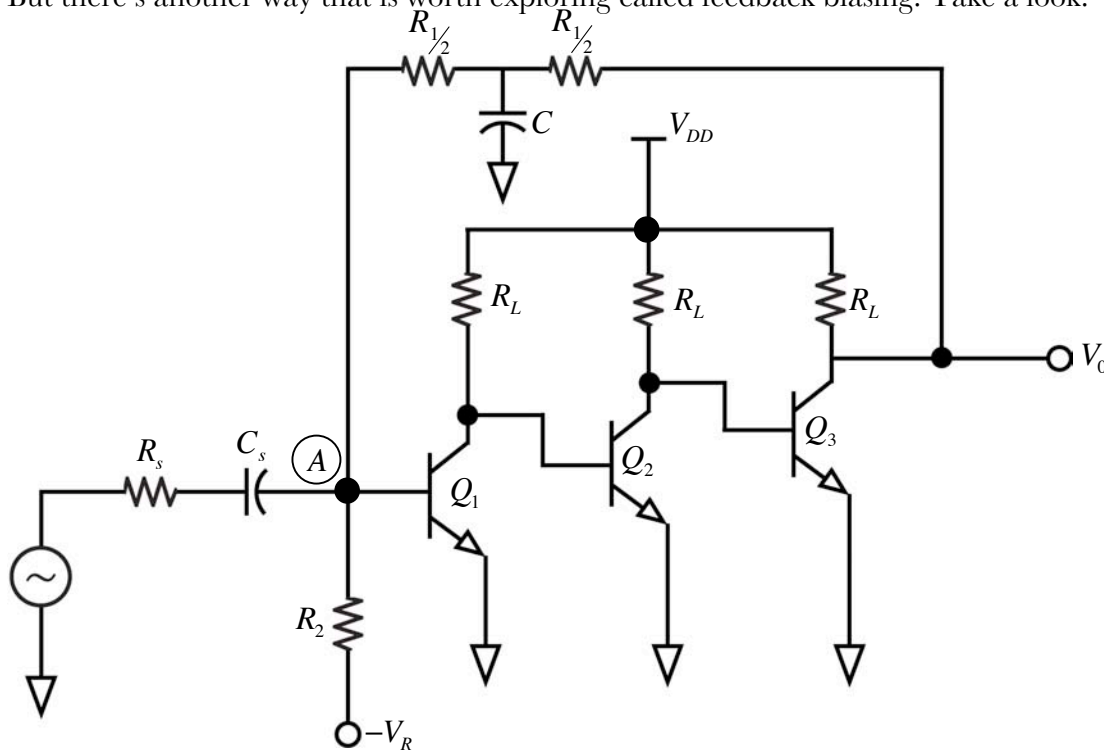 But there's another way that is worth exploring called feedback biasing. Take a look.
R½ R½
C
V_DD
R_L R_L R_L
V_0
Q_3
C_s
R_s A Q_1 Q_2
R_2
–V_R